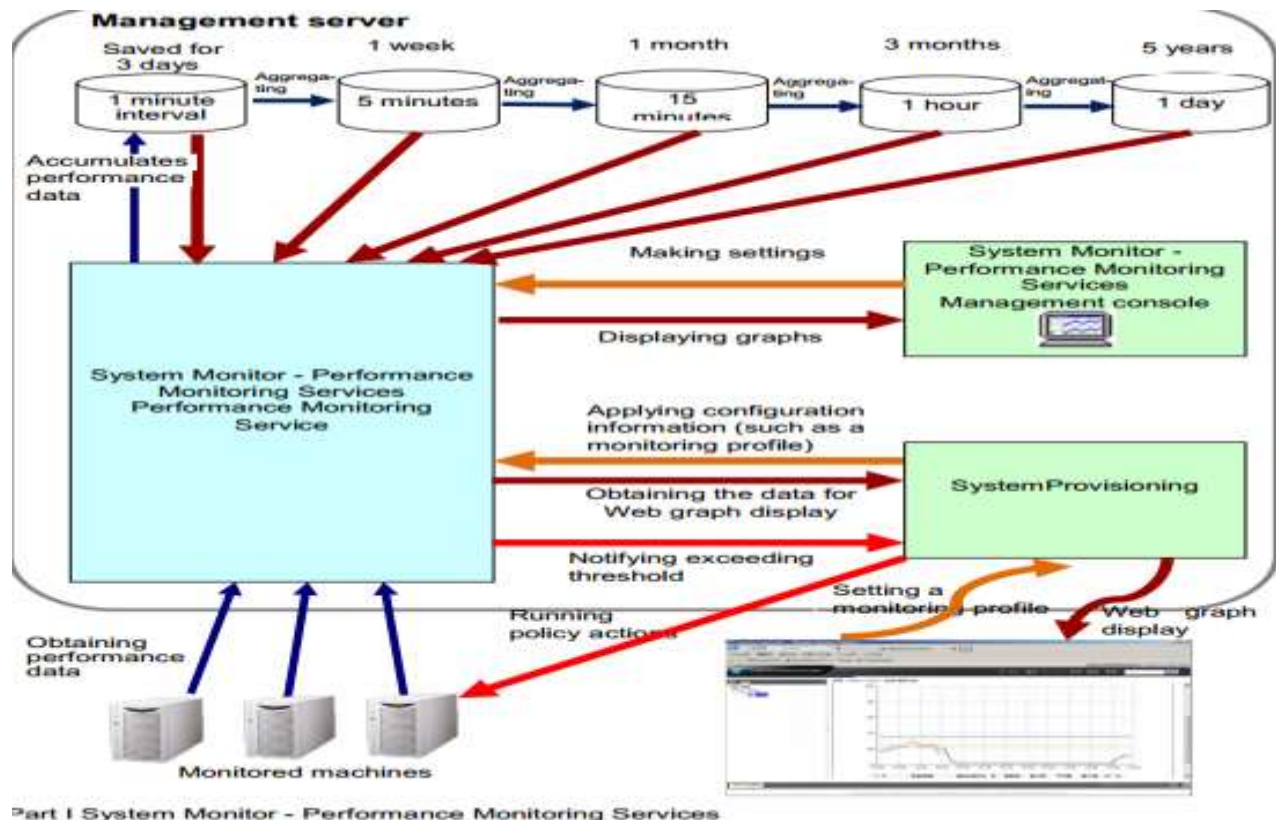 Management server
Saved for
3 days
1 week
1 month
3 months
5 years
1 minute
interval
Aggrega-
ting
5 minutes
Aggrega-
ting
15
minutes
Aggrega-
ting
1 hour
Aggregat-
ing
1 day
Accumulates
performance
data
Making settings
System Monitor -
Performance Monitoring
Services
Management console
Displaying graphs
System Monitor - Performance
Monitoring Services
Performance Monitoring
Service
Applying configuration
information (such as a
monitoring profile)
SystemProvisioning
Obtaining the data for
Web graph display
Notifying exceeding
threshold
Setting a
monitoring profile
Web graph
display
Running
policy actions
Obtaining
performance
data
Monitored machines
Part I System Monitor - Performance Monitoring Services